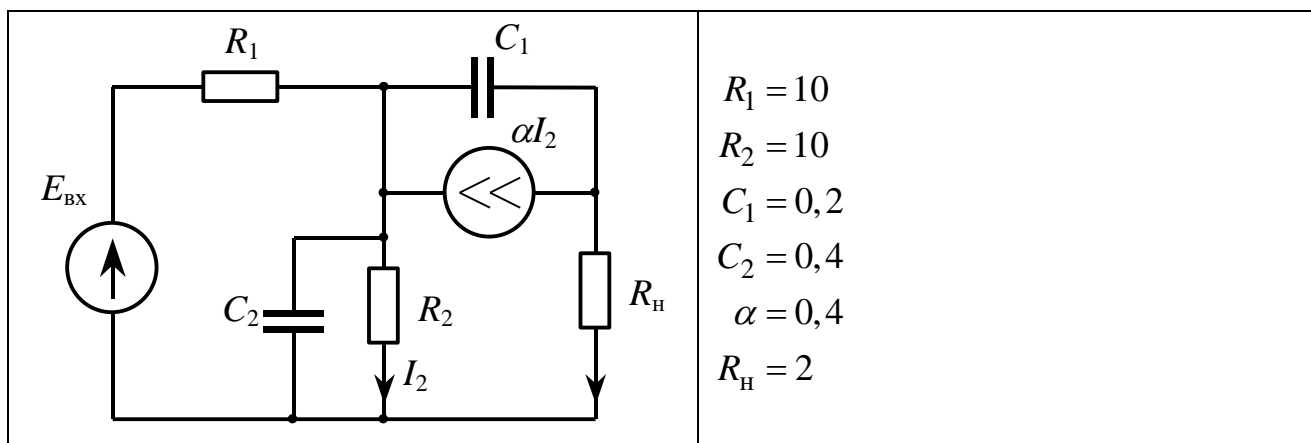 R₁
C₁
αI₂
Eвх
C₂
R₂
Rн
I₂
R₁ = 10
R₂ = 10
C₁ = 0,2
C₂ = 0,4
α = 0,4
Rн = 2